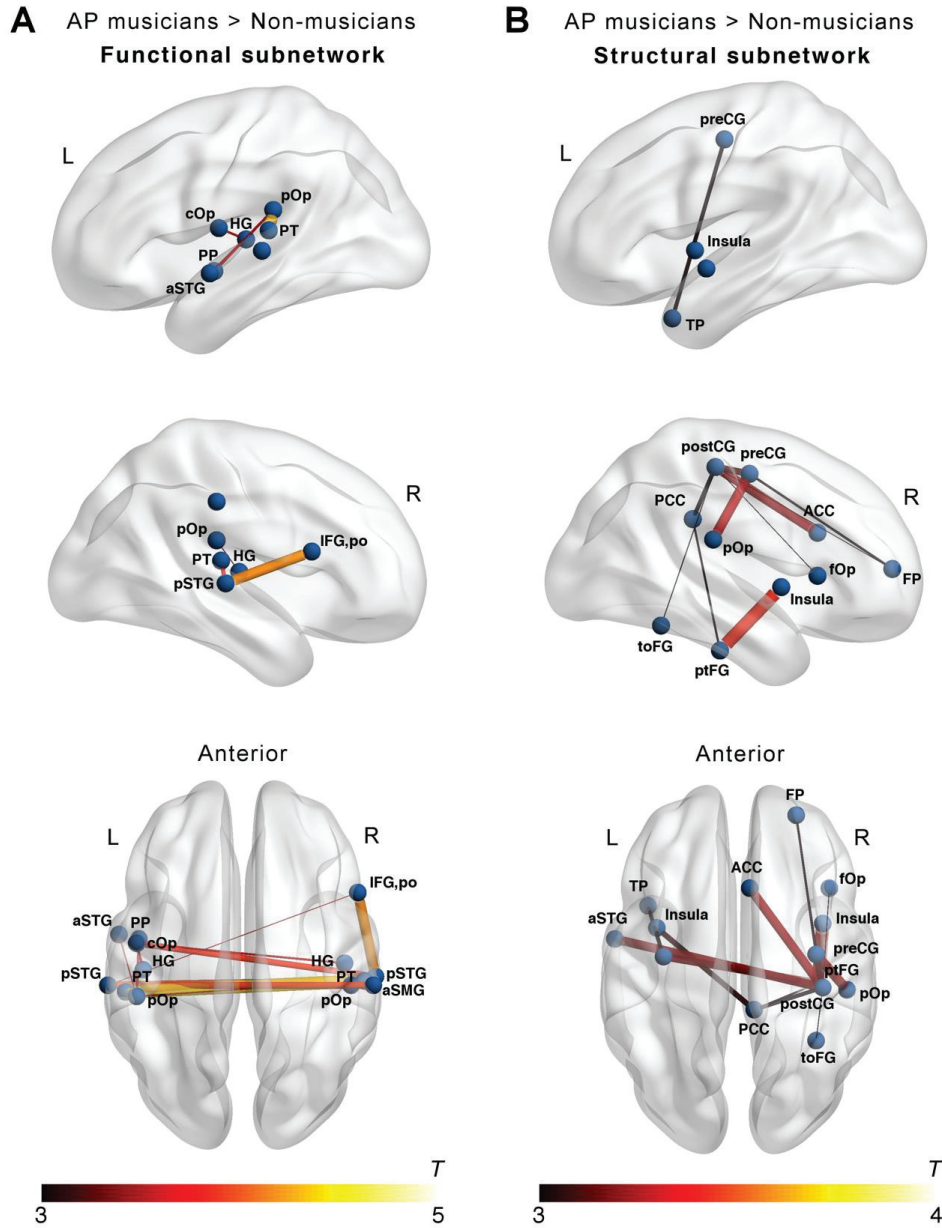 A AP musicians > Non-musicians
Functional subnetwork
L
pOp
cOp
HG
PT
PP
aSTG
R
pOp
IFG,po
PT
HG
pSTG
Anterior
L
R
IFG,po
aSTG
PP
cOp
HG
HG
pSTG
PT
PT
pSTG
pOp
pOp
aSMG
T
3
5
B AP musicians > Non-musicians
Structural subnetwork
preCG
L
Insula
TP
postCG
preCG
R
PCC
ACC
pOp
fOp
FP
Insula
toFG
ptFG
Anterior
FP
L
R
ACC
fOp
TP
aSTG
Insula
Insula
preCG
ptFG
postCG
pOp
PCC
toFG
T
3
4